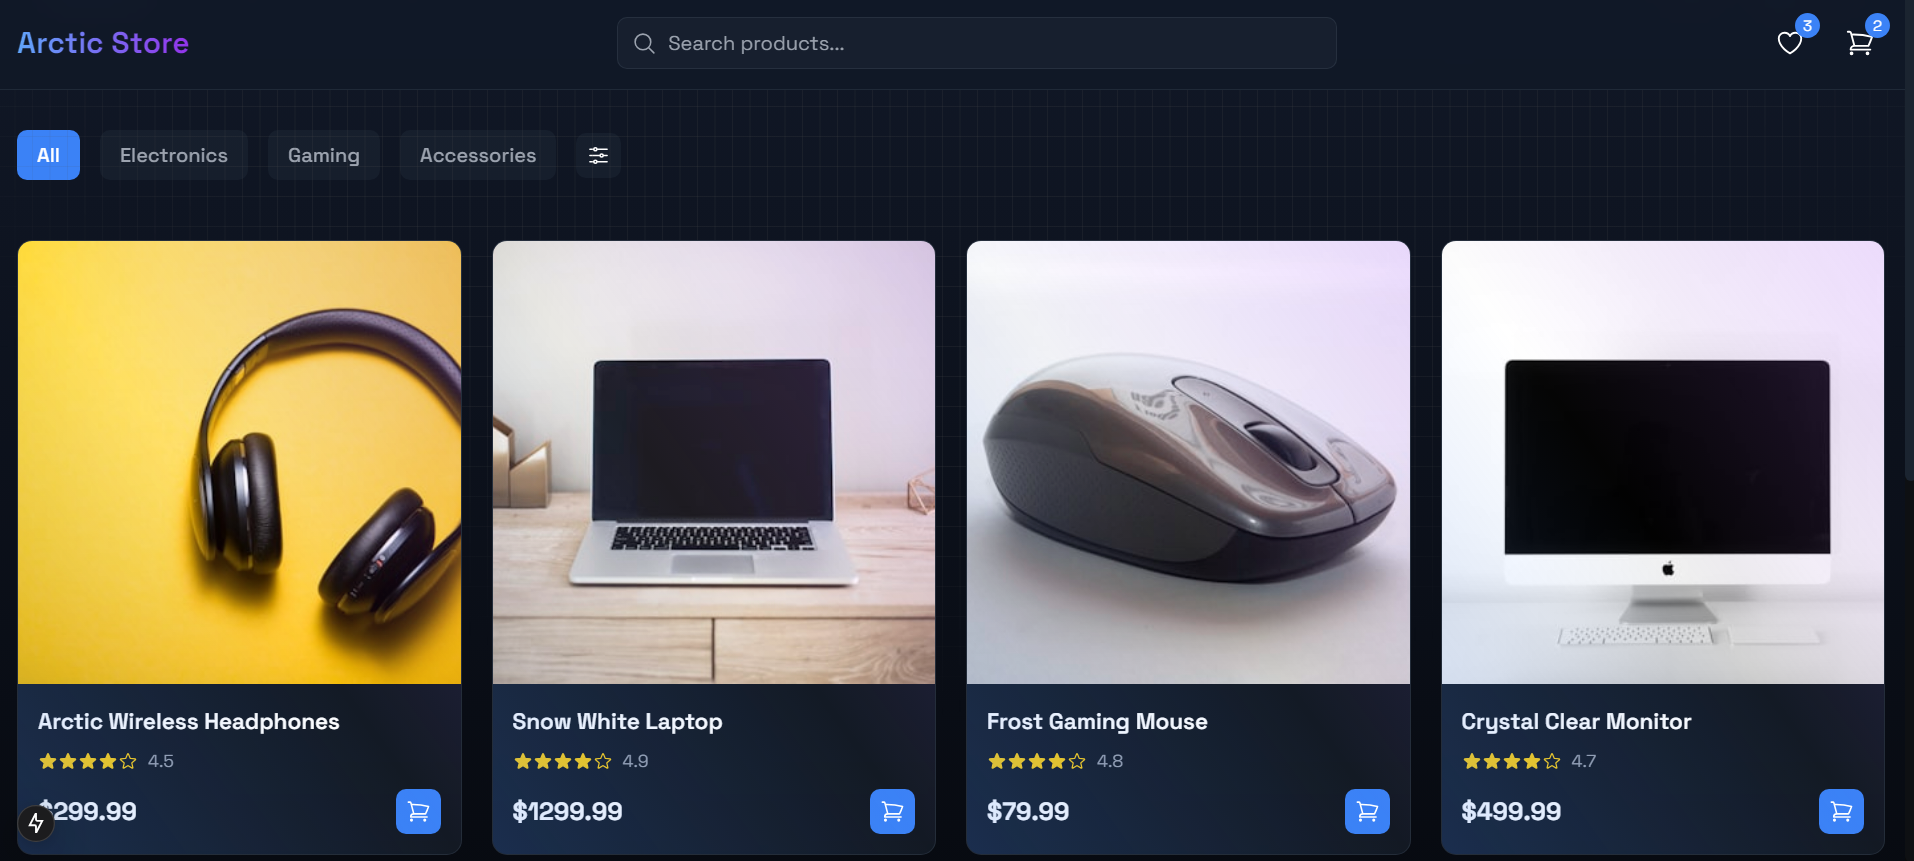 Arctic Store
Search products...
3
2
All
Electronics
Gaming
Accessories
Arctic Wireless Headphones
4.5
$299.99
Snow White Laptop
4.9
$1299.99
Frost Gaming Mouse
4.8
$79.99
Crystal Clear Monitor
4.7
$499.99